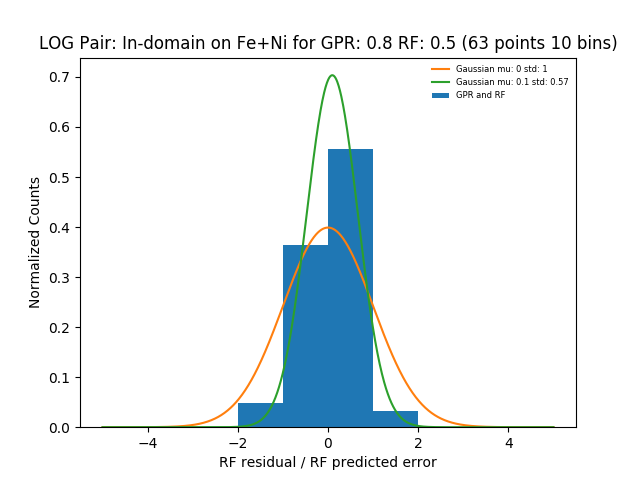 LOG Pair: In-domain on Fe+Ni for GPR: 0.8 RF: 0.5 (63 points 10 bins)
Gaussian mu: 0 std: 1
Gaussian mu: 0.1 std: 0.57
GPR and RF
Normalized Counts
0.7
0.6
0.5
0.4
0.3
0.2
0.1
0.0
−4 −2 0 2 4
RF residual / RF predicted error